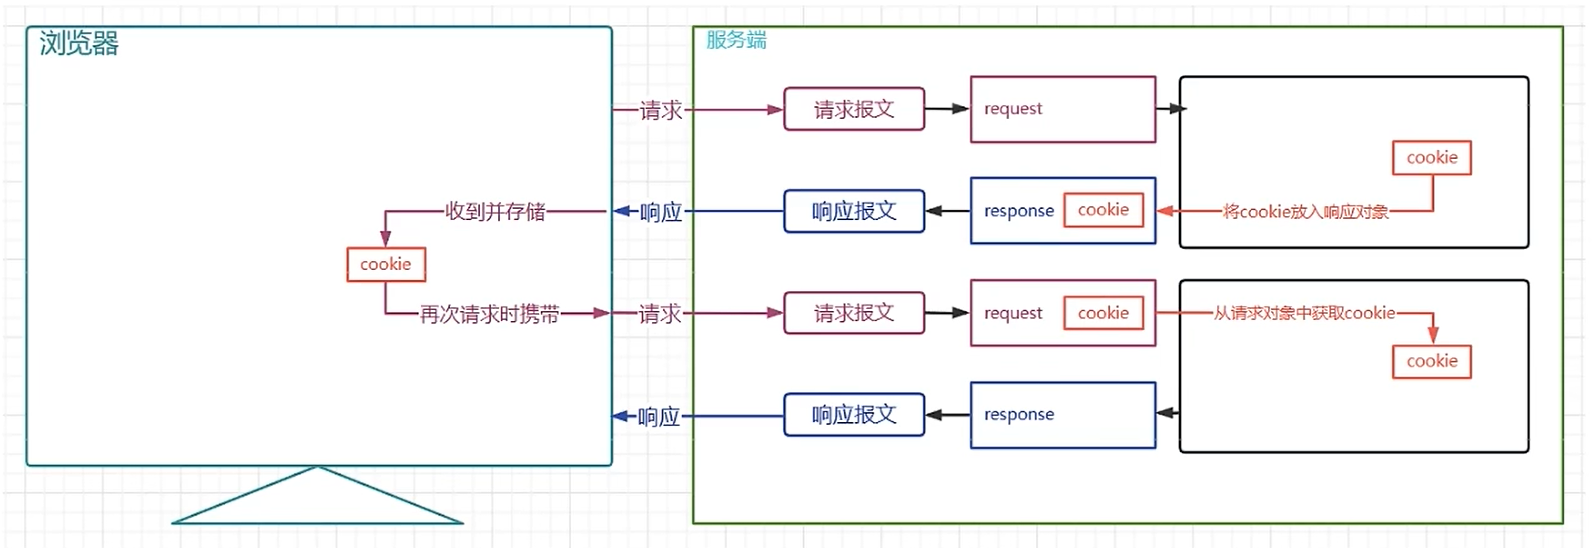 浏览器
服务端
请求
请求报文
request
cookie
收到并存储
响应
响应报文
response
cookie
将cookie放入响应对象
cookie
再次请求时携带
请求
请求报文
request
cookie
从请求对象中获取cookie
cookie
响应
响应报文
response